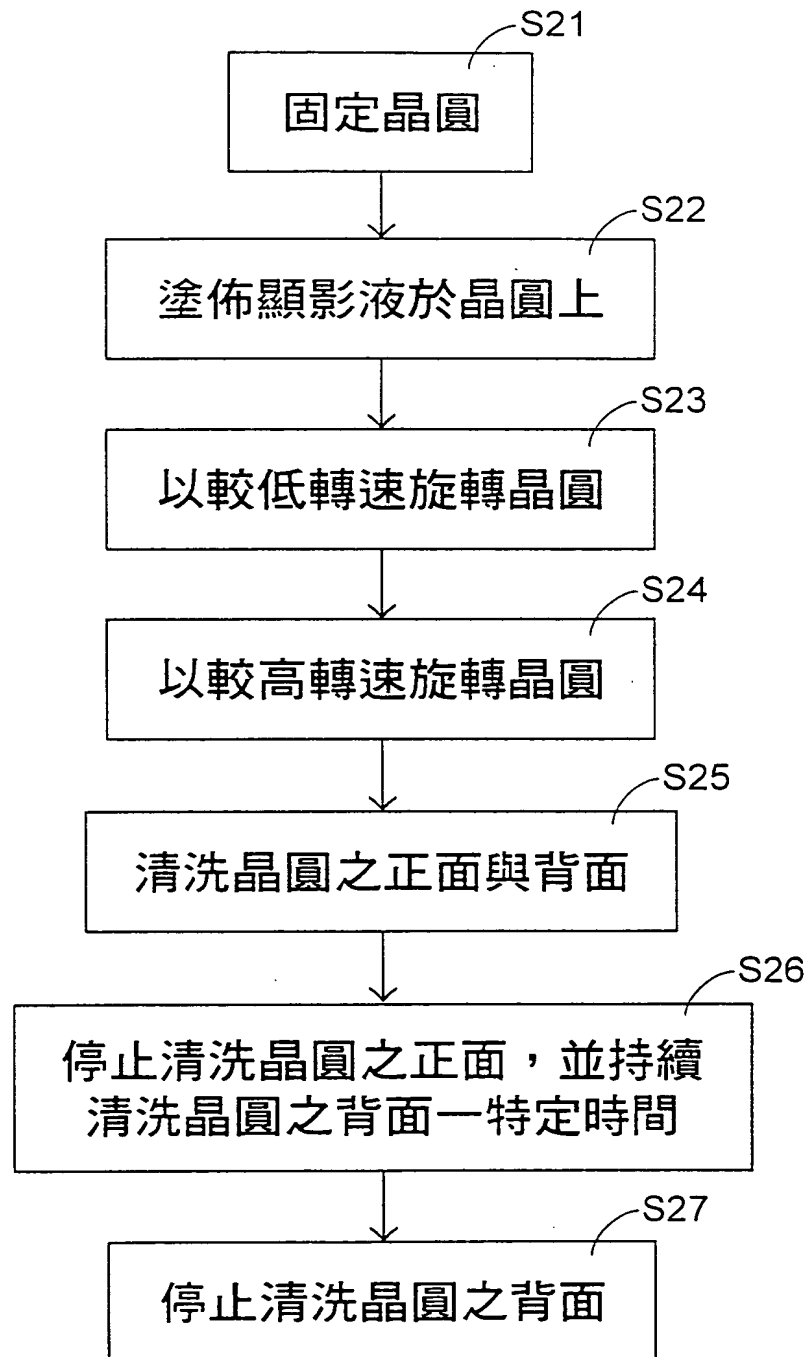 S21
固定晶圓
S22
塗佈顯影液於晶圓上
S23
以較低轉速旋轉晶圓
S24
以較高轉速旋轉晶圓
S25
清洗晶圓之正面與背面
S26
停止清洗晶圓之正面，並持續
清洗晶圓之背面一特定時間
S27
停止清洗晶圓之背面